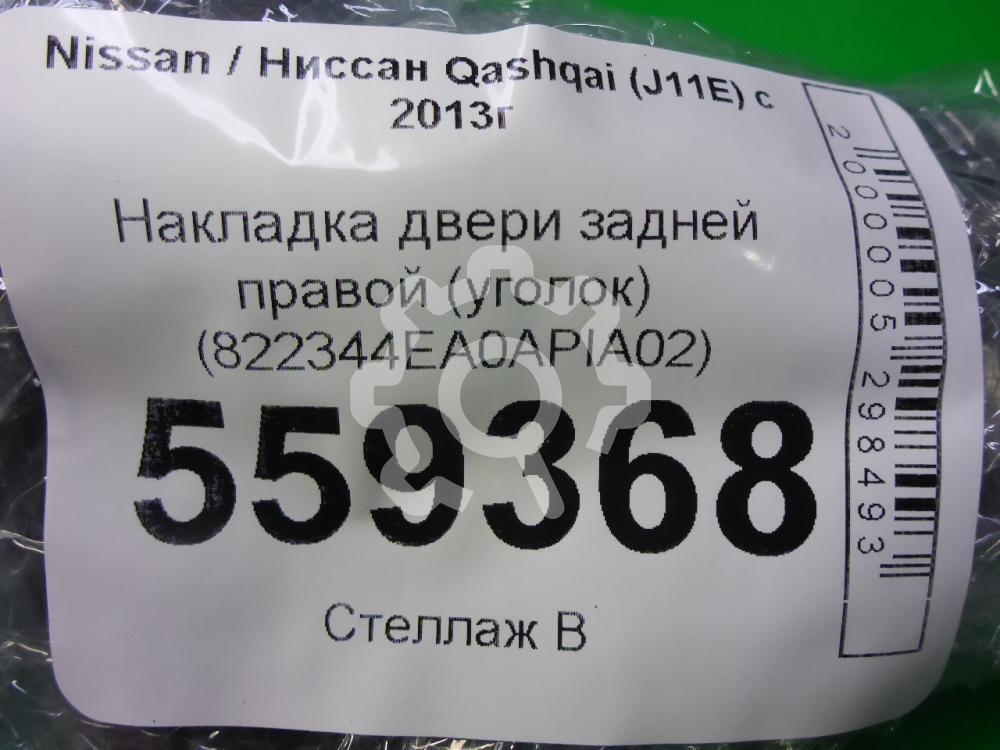 Nissan / Ниссан Qashqai (J11E) с
2013г
Накладка двери задней
правой (уголок)
(822344EA0APIA02)
559368
Стеллаж В
2000005298493